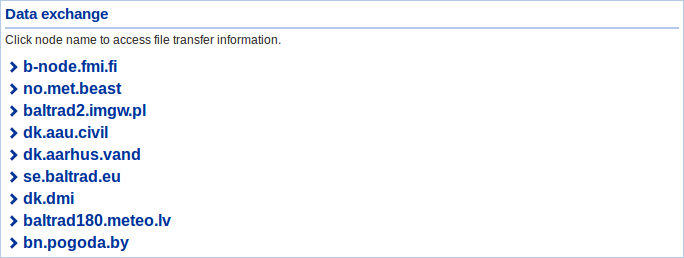 Data exchange
Click node name to access file transfer information.
b-node.fmi.fi
no.met.beast
baltrad2.imgw.pl
dk.aau.civil
dk.aarhus.vand
se.baltrad.eu
dk.dmi
baltrad180.meteo.lv
bn.pogoda.by